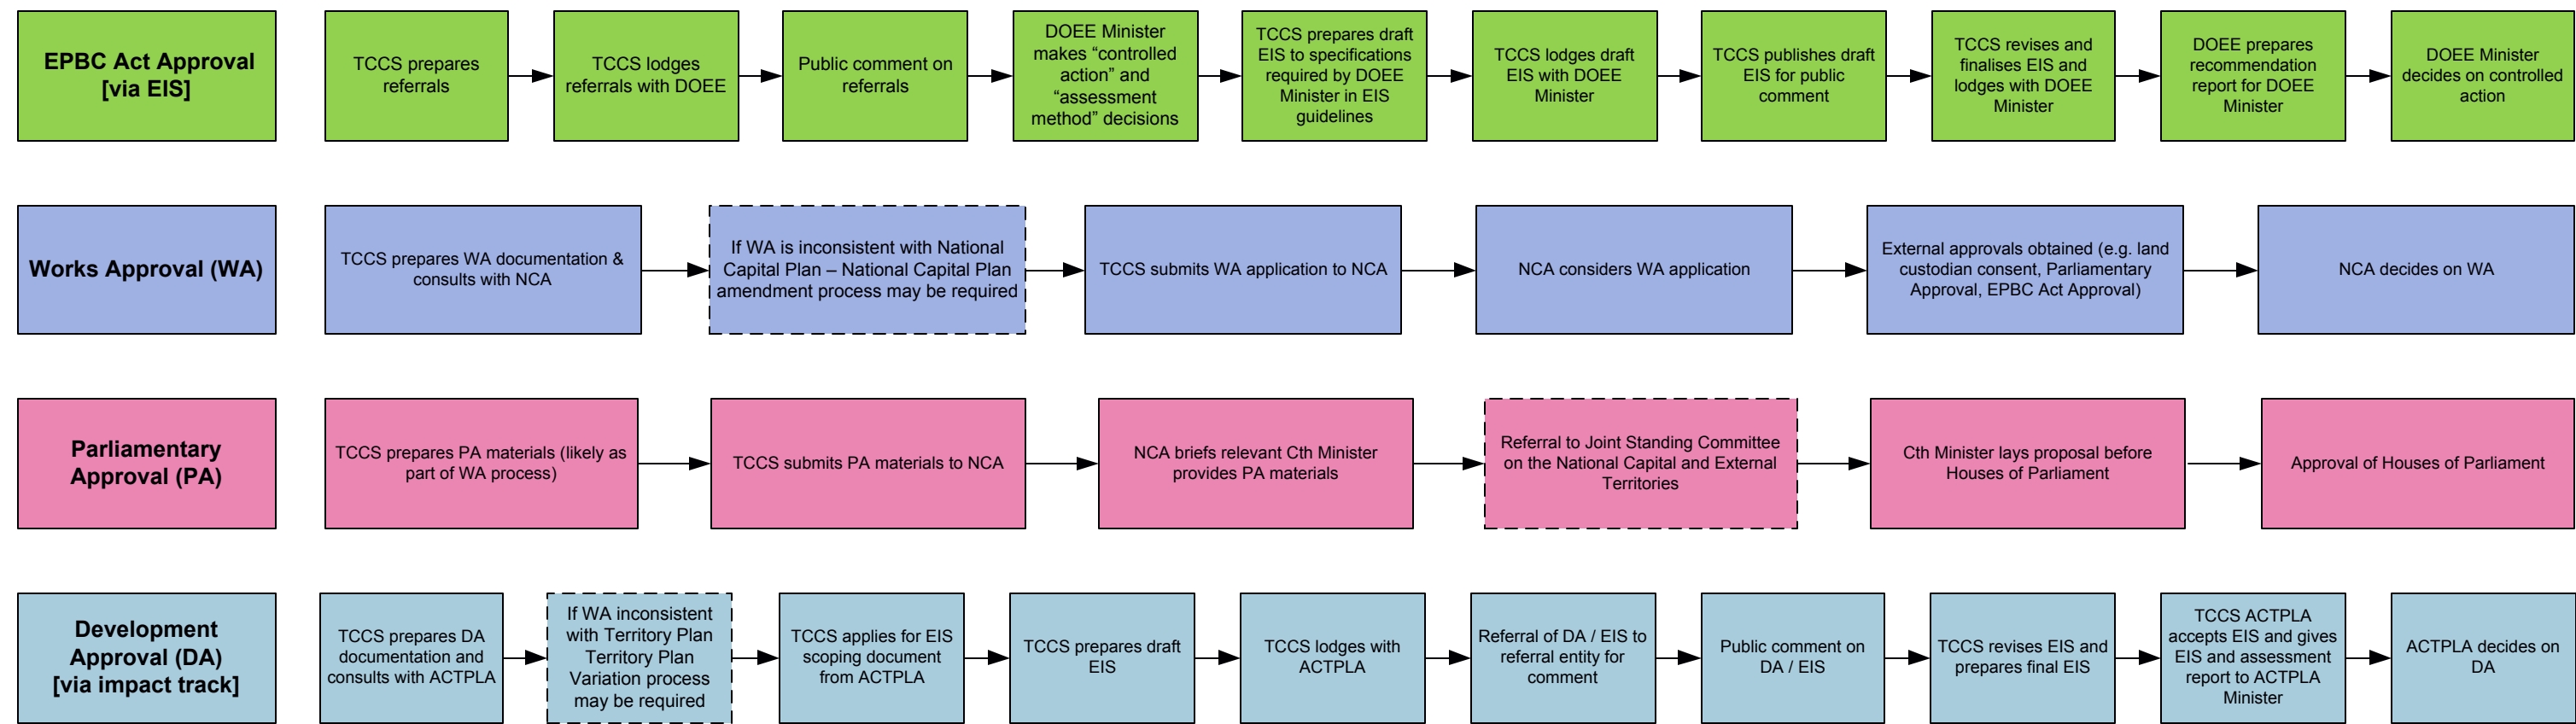 EPBC Act Approval
[via EIS]
TCCS prepares
referrals
TCCS lodges
referrals with DOEE
Public comment on
referrals
DOEE Minister
makes “controlled
action” and
“assessment
method” decisions
TCCS prepares draft
EIS to specifications
required by DOEE
Minister in EIS
guidelines
TCCS lodges draft
EIS with DOEE
Minister
TCCS publishes draft
EIS for public
comment
TCCS revises and
finalises EIS and
lodges with DOEE
Minister
DOEE prepares
recommendation
report for DOEE
Minister
DOEE Minister
decides on controlled
action
Works Approval (WA)
TCCS prepares WA documentation &
consults with NCA
If WA is inconsistent with National
Capital Plan – National Capital Plan
amendment process may be required
TCCS submits WA application to NCA
NCA considers WA application
External approvals obtained (e.g. land
custodian consent, Parliamentary
Approval, EPBC Act Approval)
NCA decides on WA
Parliamentary
Approval (PA)
TCCS prepares PA materials (likely as
part of WA process)
TCCS submits PA materials to NCA
NCA briefs relevant Cth Minister
provides PA materials
Referral to Joint Standing Committee
on the National Capital and External
Territories
Cth Minister lays proposal before
Houses of Parliament
Approval of Houses of Parliament
Development
Approval (DA)
[via impact track]
TCCS prepares DA
documentation and
consults with ACTPLA
If WA inconsistent
with Territory Plan
Territory Plan
Variation process
may be required
TCCS applies for EIS
scoping document
from ACTPLA
TCCS prepares draft
EIS
TCCS lodges with
ACTPLA
Referral of DA / EIS to
referral entity for
comment
Public comment on
DA / EIS
TCCS revises EIS and
prepares final EIS
TCCS ACTPLA
accepts EIS and gives
EIS and assessment
report to ACTPLA
Minister
ACTPLA decides on
DA